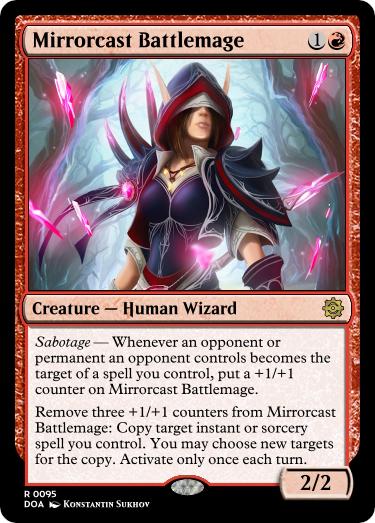 Mirrorcast Battlemage 1
Creature — Human Wizard
Sabotage — Whenever an opponent or
permanent an opponent controls becomes the
target of a spell you control, put a +1/+1
counter on Mirrorcast Battlemage.
Remove three +1/+1 counters from Mirrorcast
Battlemage: Copy target instant or sorcery
spell you control. You may choose new targets
for the copy. Activate only once each turn.
2/2
R 0095
DOA Konstantin Sukhov